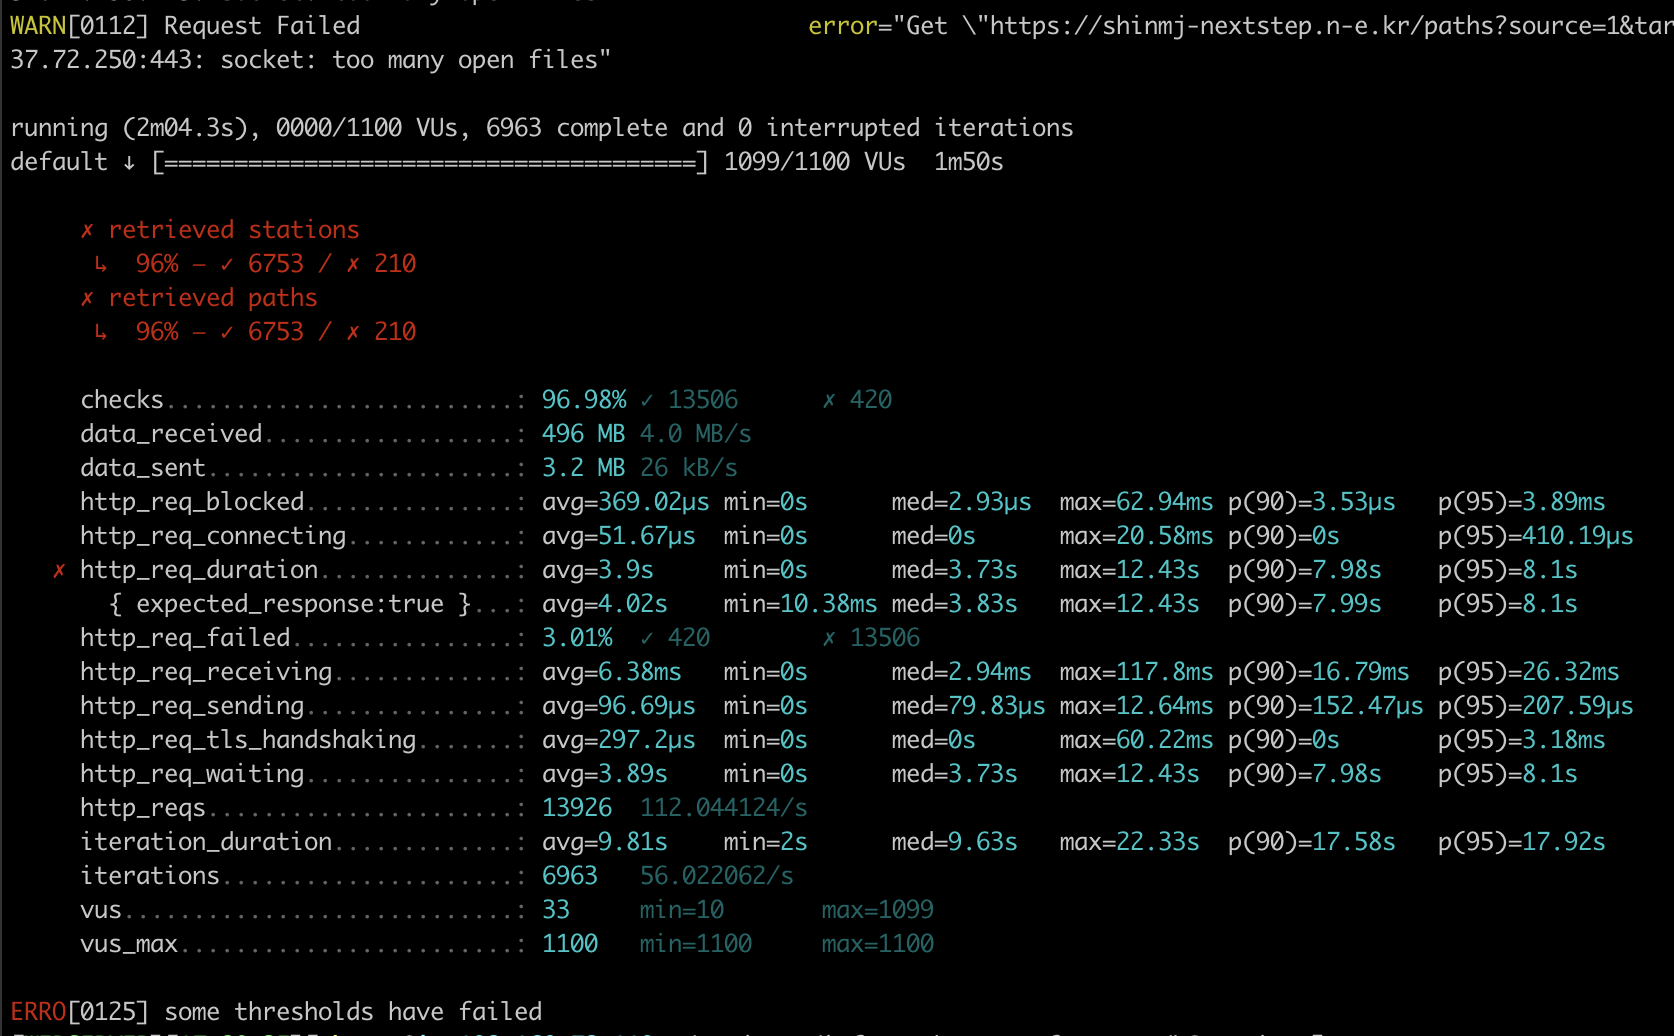 WARN[0112] Request Failed                                error="Get \"https://shinmj-nextstep.n-e.kr/paths?source=1&tar
37.72.250:443: socket: too many open files"
running (2m04.3s), 0000/1100 VUs, 6963 complete and 0 interrupted iterations
default ↓ [======================================] 1099/1100 VUs  1m50s
✗ retrieved stations
↳  96% — ✓ 6753 / ✗ 210
✗ retrieved paths
↳  96% — ✓ 6753 / ✗ 210
checks.........................: 96.98% ✓ 13506      ✗ 420
data_received..................: 496 MB 4.0 MB/s
data_sent......................: 3.2 MB 26 kB/s
http_req_blocked...............: avg=369.02µs min=0s      med=2.93µs  max=62.94ms p(90)=3.53µs   p(95)=3.89ms
http_req_connecting............: avg=51.67µs  min=0s      med=0s      max=20.58ms p(90)=0s       p(95)=410.19µs
✗ http_req_duration..............: avg=3.9s     min=0s      med=3.73s   max=12.43s  p(90)=7.98s    p(95)=8.1s
{ expected_response:true }...: avg=4.02s    min=10.38ms med=3.83s   max=12.43s  p(90)=7.99s    p(95)=8.1s
http_req_failed................: 3.01%  ✓ 420        ✗ 13506
http_req_receiving.............: avg=6.38ms   min=0s      med=2.94ms  max=117.8ms p(90)=16.79ms  p(95)=26.32ms
http_req_sending...............: avg=96.69µs  min=0s      med=79.83µs max=12.64ms p(90)=152.47µs p(95)=207.59µs
http_req_tls_handshaking.......: avg=297.2µs  min=0s      med=0s      max=60.22ms p(90)=0s       p(95)=3.18ms
http_req_waiting...............: avg=3.89s    min=0s      med=3.73s   max=12.43s  p(90)=7.98s    p(95)=8.1s
http_reqs......................: 13926  112.044124/s
iteration_duration.............: avg=9.81s    min=2s      med=9.63s   max=22.33s  p(90)=17.58s   p(95)=17.92s
iterations.....................: 6963   56.022062/s
vus............................: 33     min=10       max=1099
vus_max........................: 1100   min=1100     max=1100
ERRO[0125] some thresholds have failed